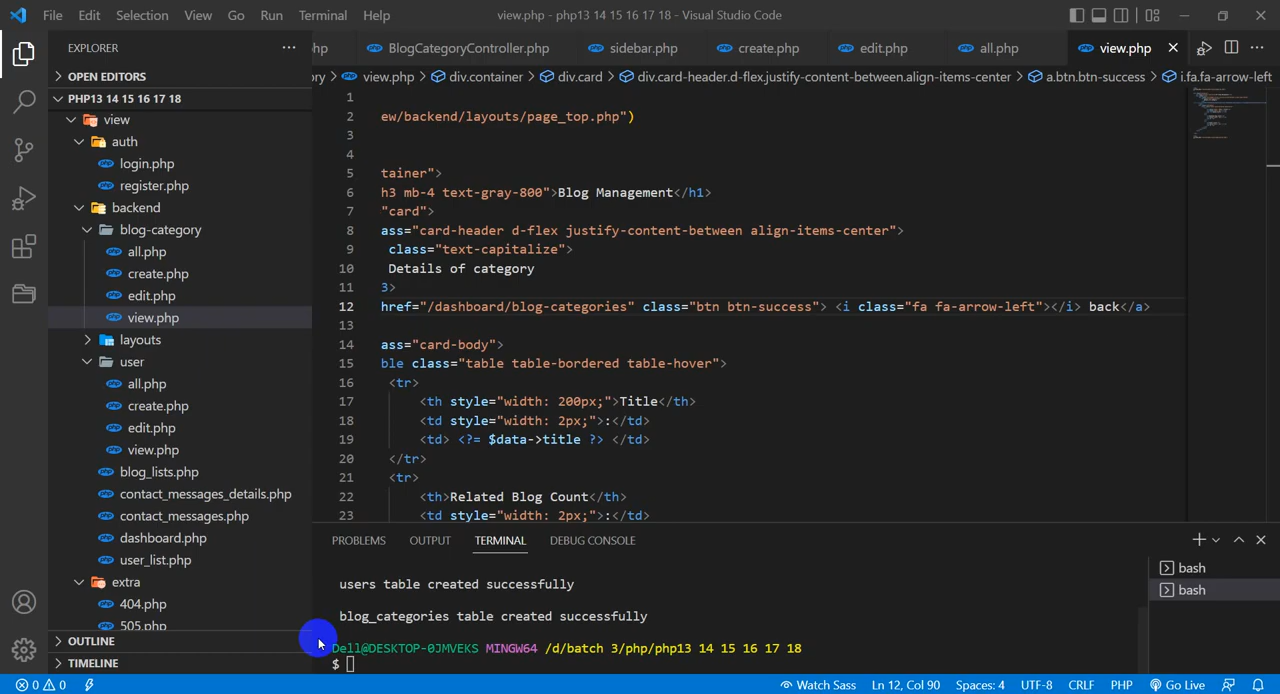 File Edit Selection View Go Run Terminal Help view.php - php13 14 15 16 17 18 - Visual Studio Code
EXPLORER
OPEN EDITORS
PHP13 14 15 16 17 18
view
auth
login.php
register.php
backend
blog-category
all.php
create.php
edit.php
view.php
layouts
user
all.php
create.php
edit.php
view.php
blog_lists.php
contact_messages_details.php
contact_messages.php
dashboard.php
user_list.php
extra
404.php
505.php
OUTLINE
TIMELINE
hp BlogCategoryController.php sidebar.php create.php edit.php all.php view.php
ory > view.php > div.container > div.card > div.card-header.d-flex.justify-content-between.align-items-center > a.btn.btn-success > i.fa.fa-arrow-left
1
2 ew/backend/layouts/page_top.php")
3
4
5 tainer">
6 h3 mb-4 text-gray-800">Blog Management</h1>
7 "card">
8 ass="card-header d-flex justify-content-between align-items-center">
9 class="text-capitalize">
10 Details of category
11 3>
12 href="/dashboard/blog-categories" class="btn btn-success"> <i class="fa fa-arrow-left"></i> back</a>
13
14 ass="card-body">
15 ble class="table table-bordered table-hover">
16 <tr>
17 <th style="width: 200px;">Title</th>
18 <td style="width: 2px;">:</td>
19 <td> <?= $data->title ?> </td>
20 </tr>
21 <tr>
22 <th>Related Blog Count</th>
23 <td style="width: 2px;">:</td>
PROBLEMS OUTPUT TERMINAL DEBUG CONSOLE
users table created successfully
blog_categories table created successfully
Dell@DESKTOP-0JMVEKS MINGW64 /d/batch 3/php/php13 14 15 16 17 18
$
bash
bash
0 0 Watch Sass Ln 12, Col 90 Spaces: 4 UTF-8 CRLF PHP Go Live